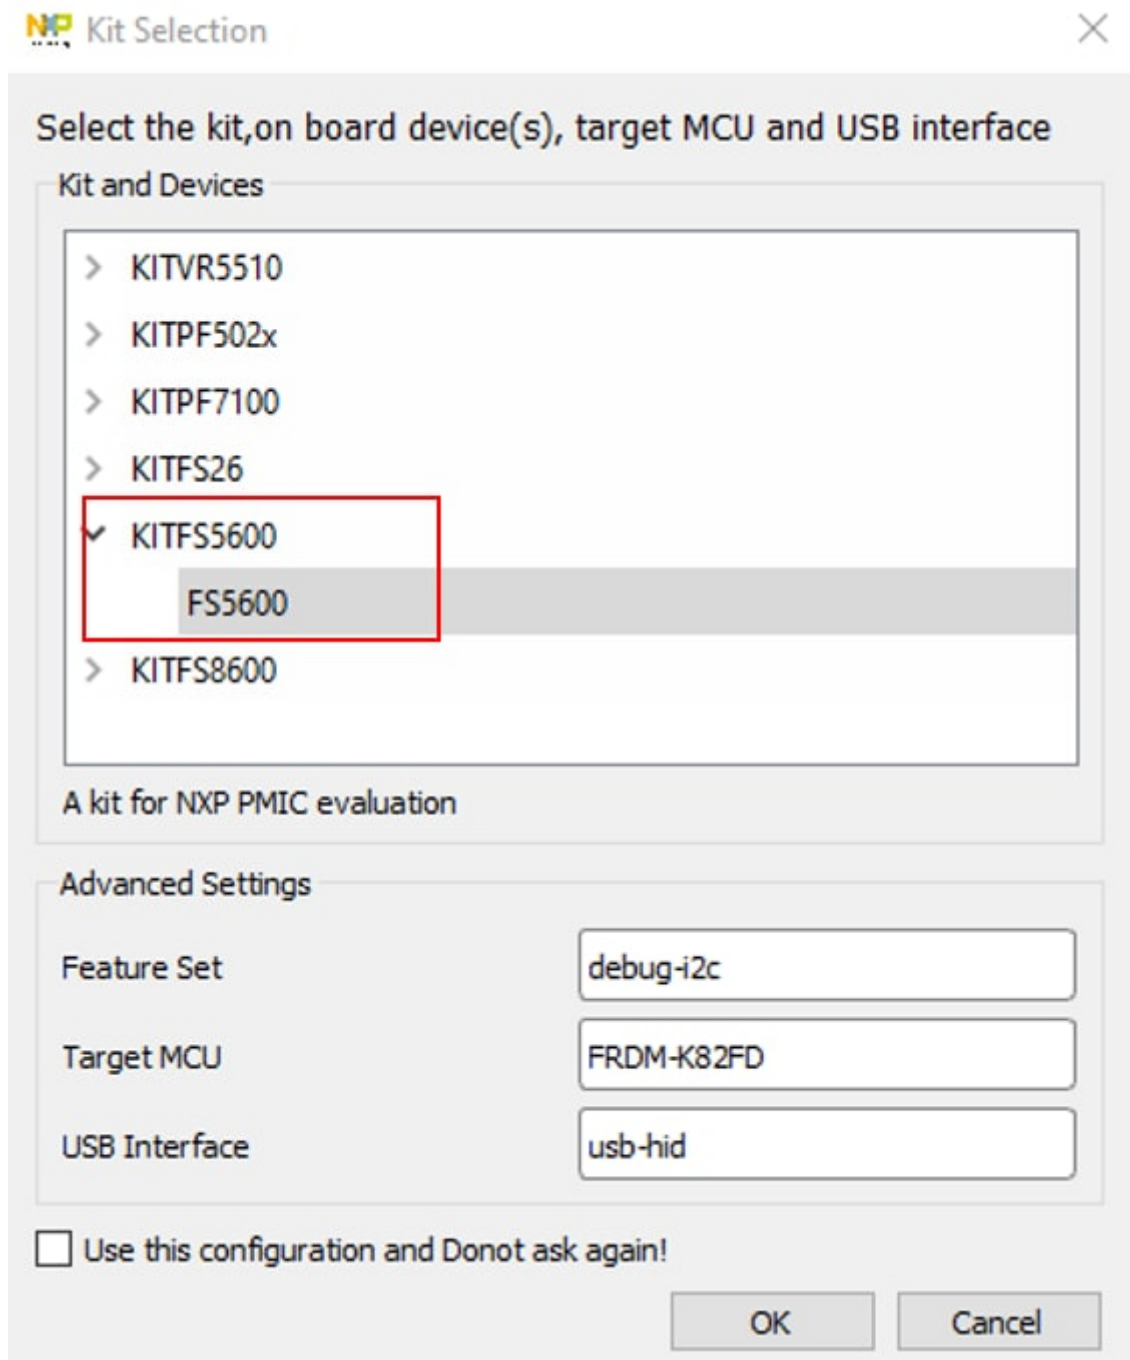 NXP Kit Selection
Select the kit,on board device(s), target MCU and USB interface
Kit and Devices
KITVR5510
KITPF502x
KITPF7100
KITFS26
KITFS5600
FS5600
KITFS8600
A kit for NXP PMIC evaluation
Advanced Settings
Feature Set debug-i2c
Target MCU FRDM-K82FD
USB Interface usb-hid
Use this configuration and Donot ask again!
OK Cancel